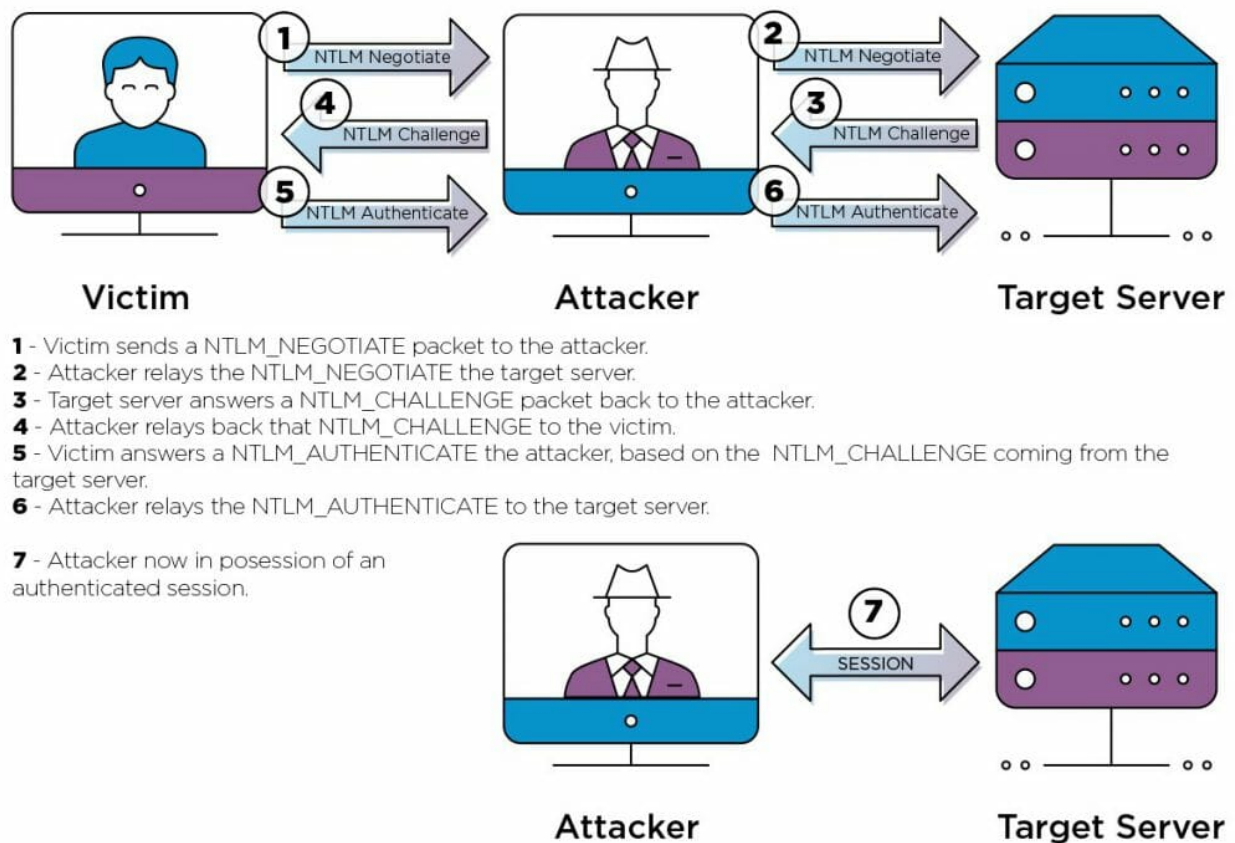 1 NTLM Negotiate
2 NTLM Negotiate
4 NTLM Challenge
3 NTLM Challenge
5 NTLM Authenticate
6 NTLM Authenticate
Victim
Attacker
Target Server
1 - Victim sends a NTLM_NEGOTIATE packet to the attacker.
2 - Attacker relays the NTLM_NEGOTIATE the target server.
3 - Target server answers a NTLM_CHALLENGE packet back to the attacker.
4 - Attacker relays back that NTLM_CHALLENGE to the victim.
5 - Victim answers a NTLM_AUTHENTICATE the attacker, based on the NTLM_CHALLENGE coming from the
target server.
6 - Attacker relays the NTLM_AUTHENTICATE to the target server.
7 - Attacker now in posession of an
authenticated session.
7
SESSION
Attacker
Target Server